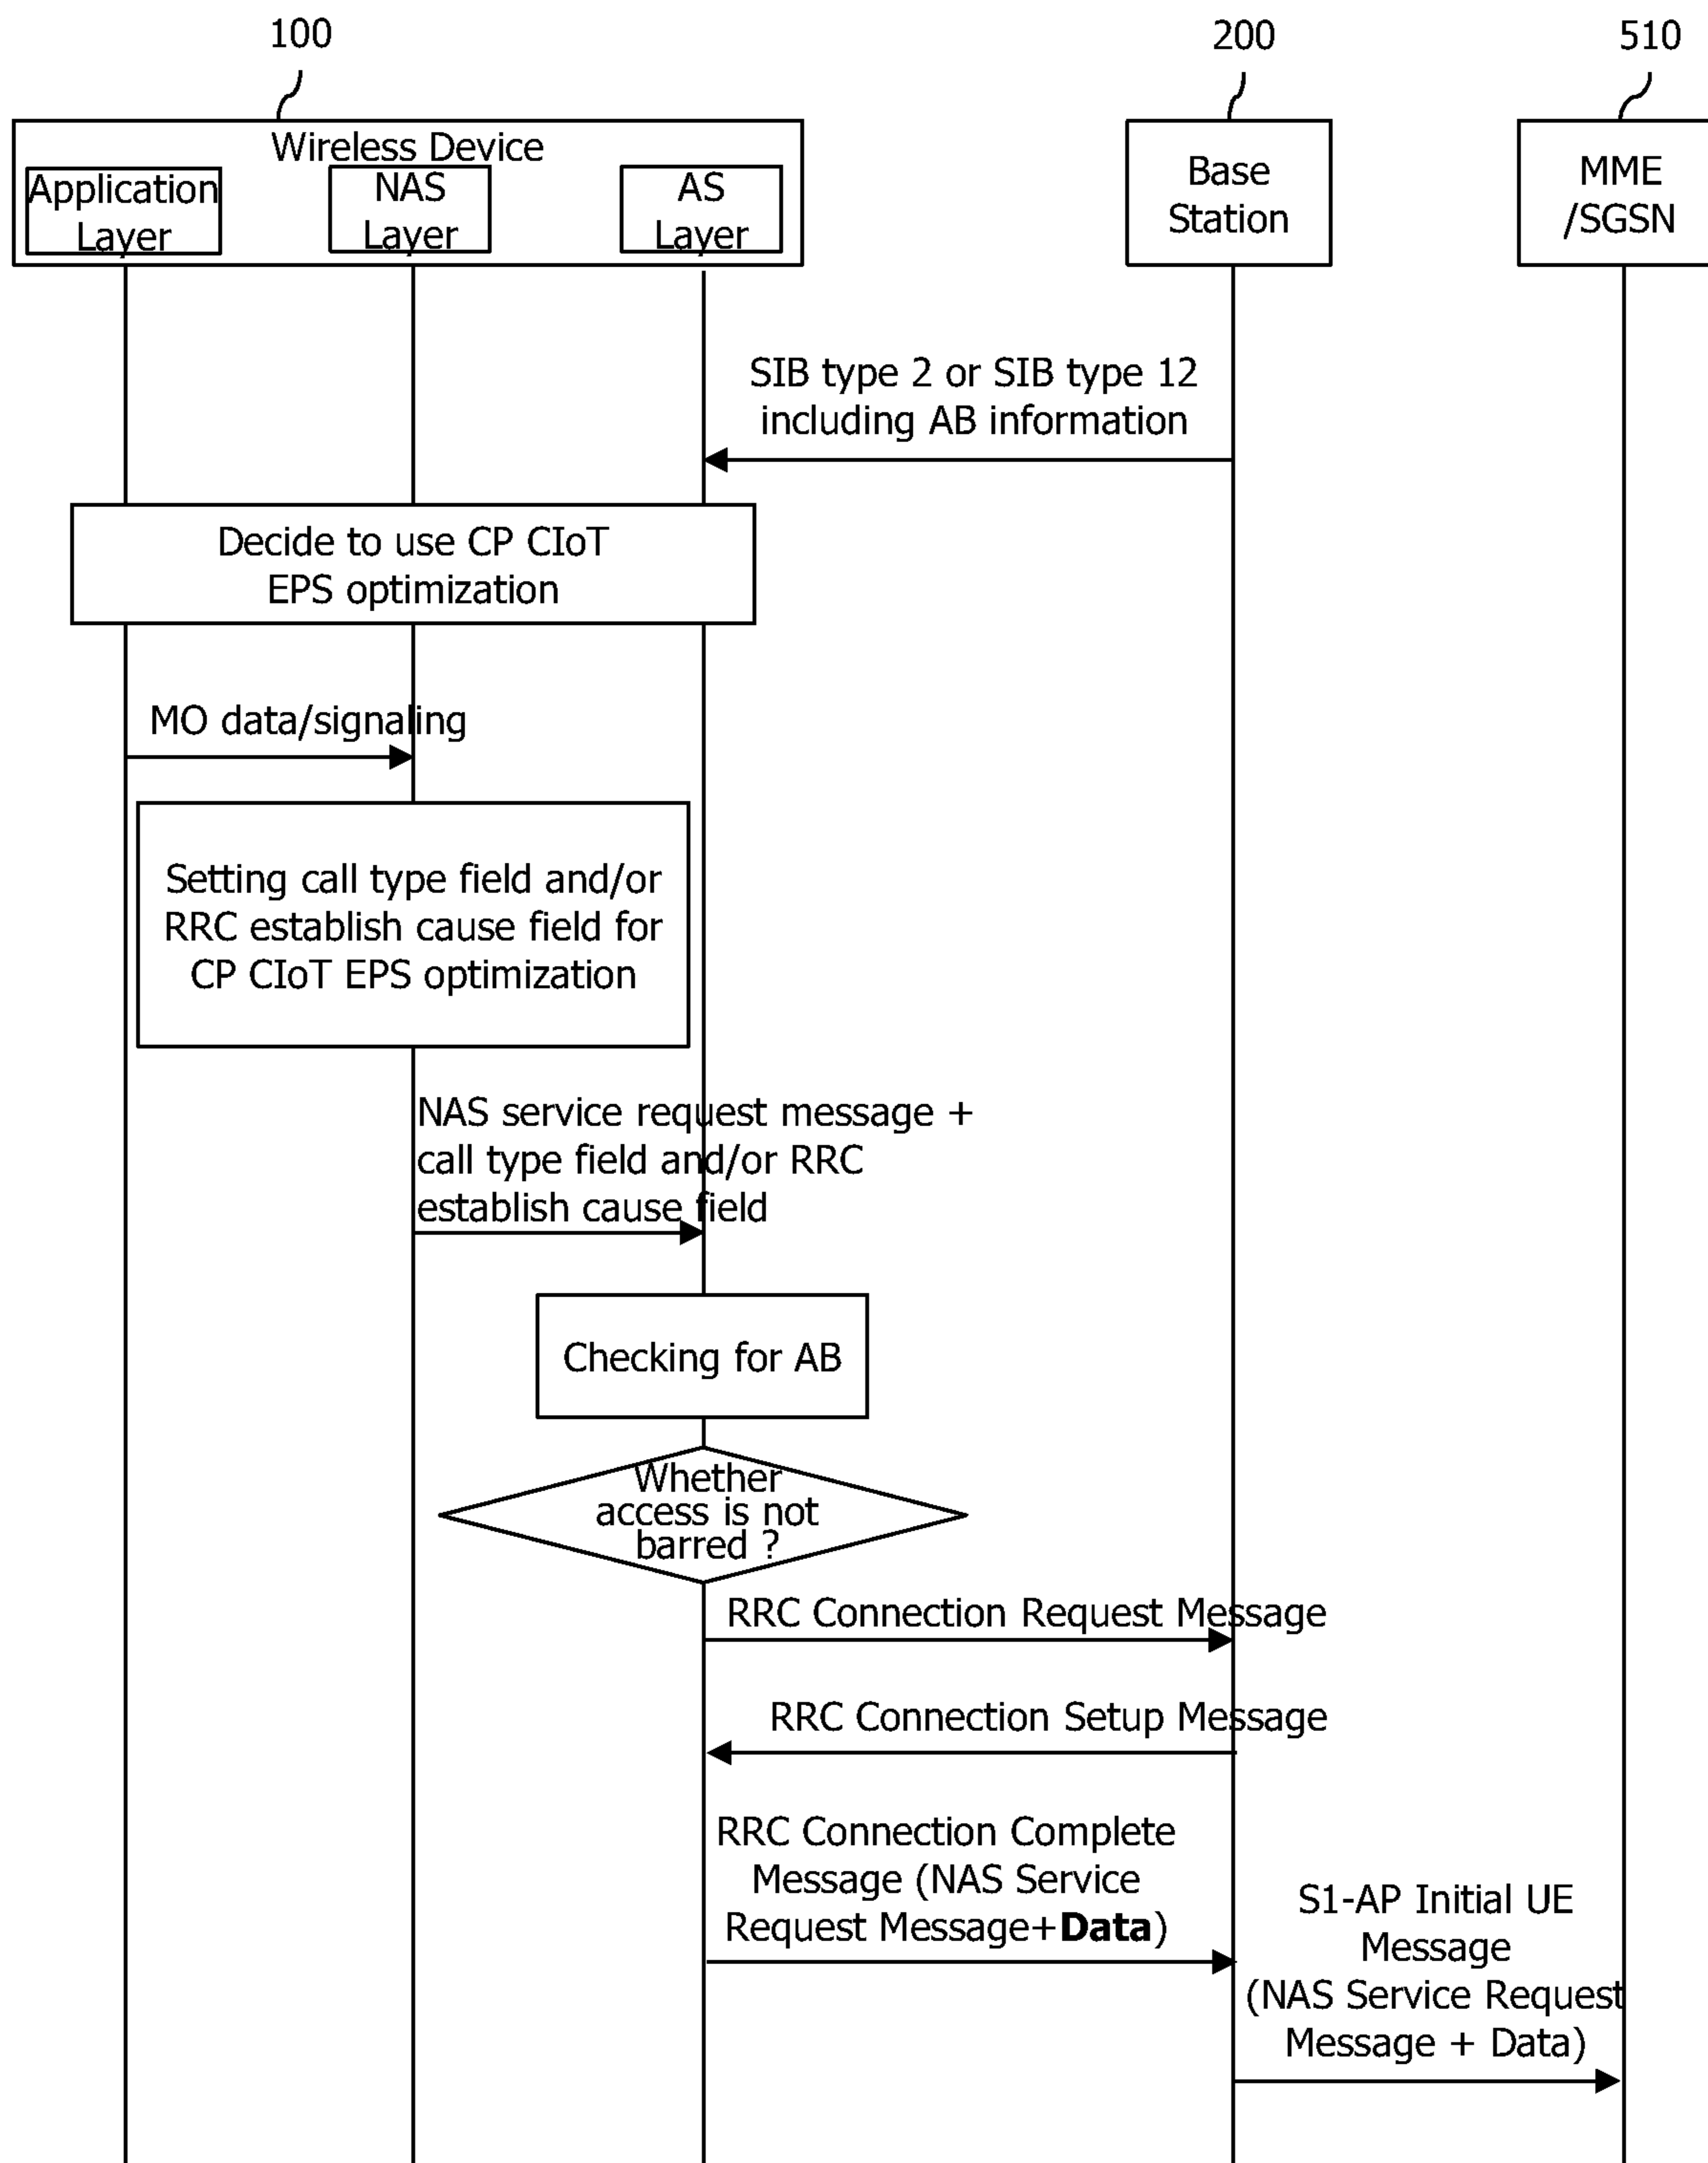 100
200
510
Wireless Device
Application
Layer
NAS
Layer
AS
Layer
Base
Station
MME
/SGSN
SIB type 2 or SIB type 12
including AB information
Decide to use CP CIoT
EPS optimization
MO data/signaling
Setting call type field and/or
RRC establish cause field for
CP CIoT EPS optimization
NAS service request message +
call type field and/or RRC
establish cause field
Checking for AB
Whether
access is not
barred ?
RRC Connection Request Message
RRC Connection Setup Message
RRC Connection Complete
Message (NAS Service
Request Message+Data)
S1-AP Initial UE
Message
(NAS Service Request
Message + Data)